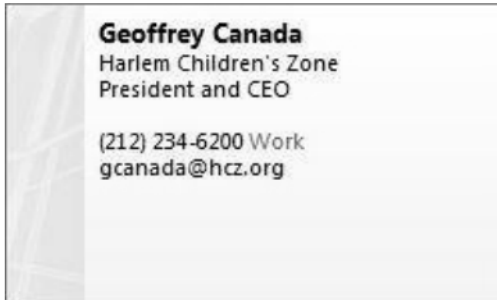 Geoffrey Canada
Harlem Children's Zone
President and CEO
(212) 234-6200 Work
gcanada@hcz.org